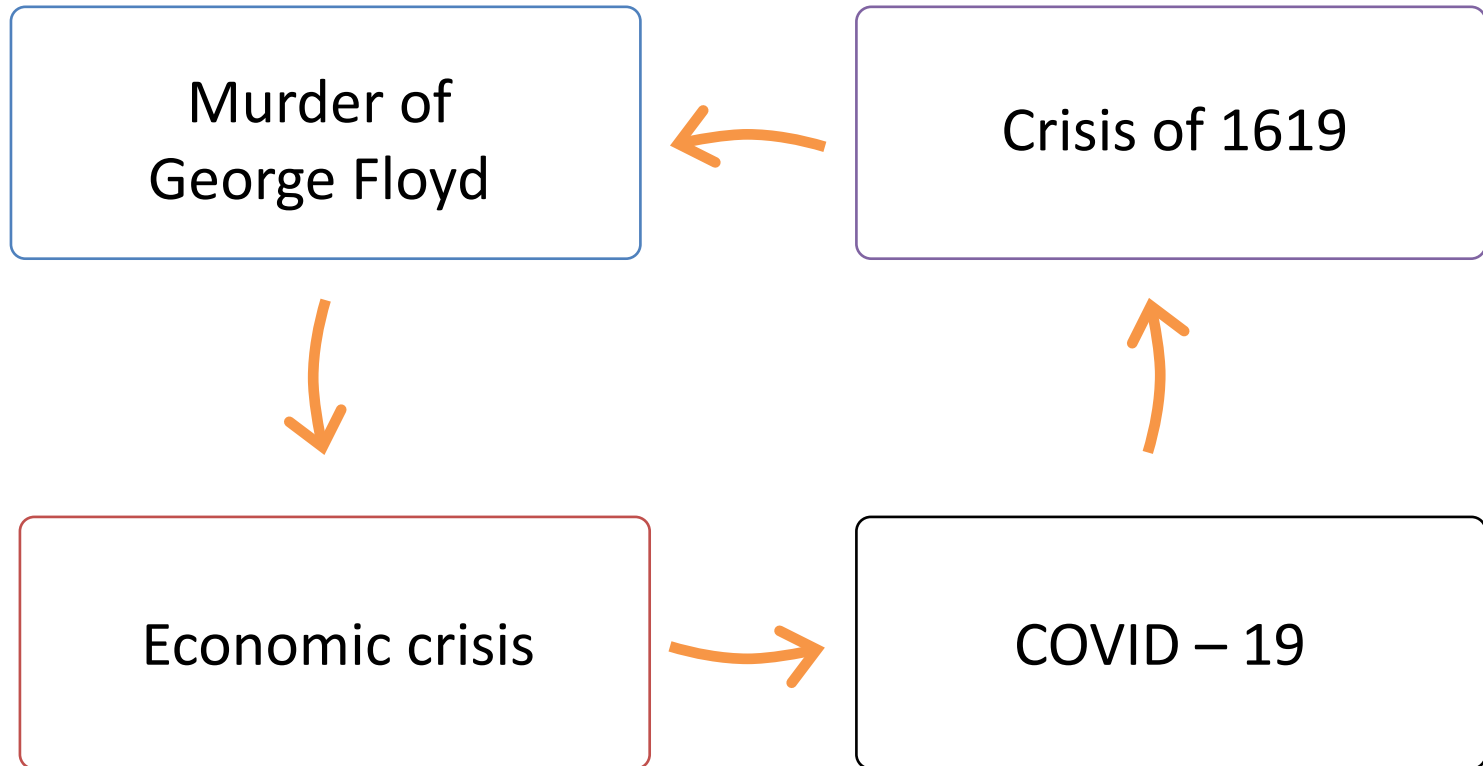 Murder of
George Floyd
Crisis of 1619
Economic crisis
COVID – 19